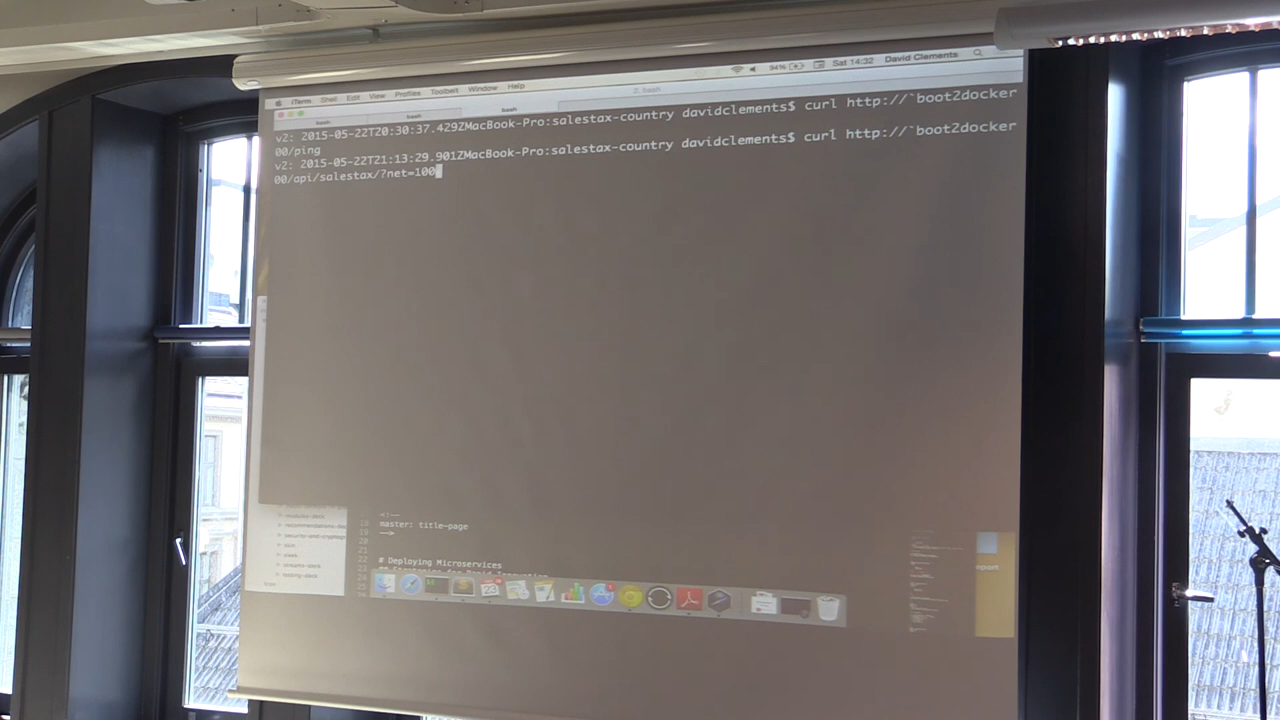 iTerm Shell Edit View Profiles Toolbelt Window Help 94% Sat 14:32 David Clements
2. bash
bash bash bash
v2: 2015-05-22T20:30:37.429ZMacBook-Pro:salestax-country davidclements$ curl http://`boot2docker
00/ping
v2: 2015-05-22T21:13:29.901ZMacBook-Pro:salestax-country davidclements$ curl http://`boot2docker
00/api/salestax/?net=100
<!--
master: title-page
-->
# Deploying Microservices
23